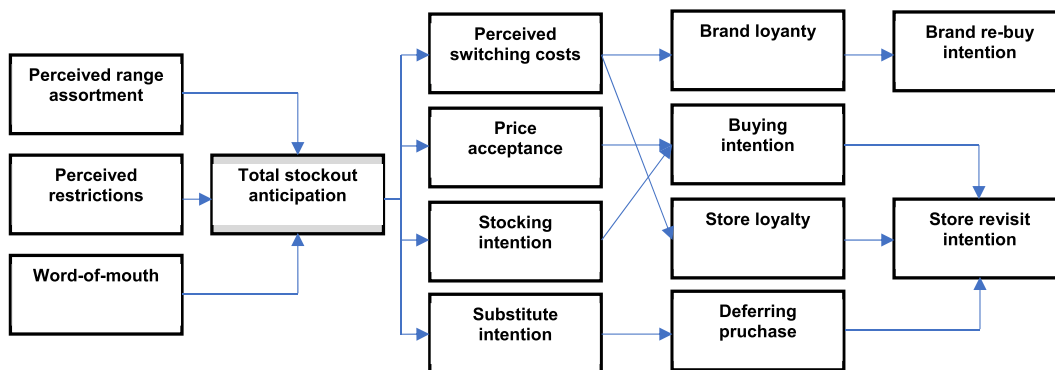 Perceived range
assortment
Perceived
restrictions
Word-of-mouth
Total stockout
anticipation
Perceived
switching costs
Price
acceptance
Stocking
intention
Substitute
intention
Brand loyanty
Buying
intention
Store loyalty
Deferring
pruchase
Brand re-buy
intention
Store revisit
intention